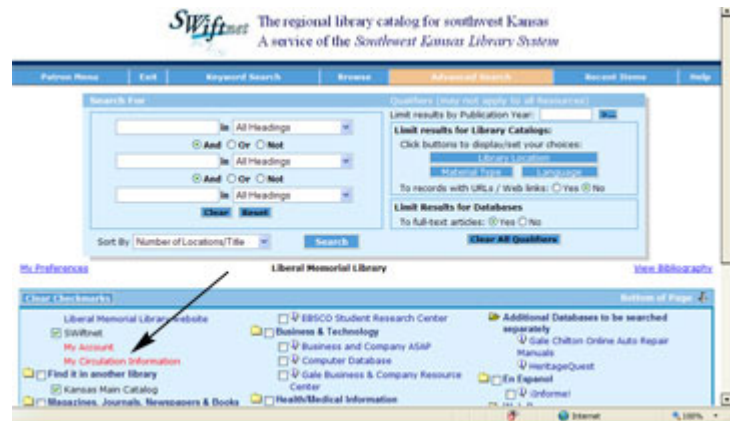 SWiftnet The regional library catalog for southwest Kansas
A service of the Southwest Kansas Library System
Patron Menu Exit Keyword Search Browse Advanced Search Recent Items Help
Search For
Qualifiers (may not apply to all Resources)
Limit results by Publication Year:
in All Headings
Limit results for Library Catalogs:
And Or Not
Click buttons to display/set your choices:
Library Location
in All Headings
Material Type Language
And Or Not
To records with URLs / Web links: Yes No
in All Headings
Limit Results for Databases
Clear Reset
To full-text articles: Yes No
Sort By Number of Locations/Title Search
Clear All Qualifiers
My Preferences Liberal Memorial Library View Bibliography
Clear Checkmarks Bottom of Page
Liberal Memorial Library Website
SWiftnet
My Account
My Circulation Information
Find it in another library
Kansas Main Catalog
Magazines, Journals, Newspapers & Books
EBSCO Student Research Center
Business & Technology
Business and Company ASAP
Computer Database
Gale Business & Company Resource
Center
Health/Medical Information
Additional Databases to be searched
separately
Gale Chilton Online Auto Repair
Manuals
HeritageQuest
En Espanol
¡Informe!
Internet 100%